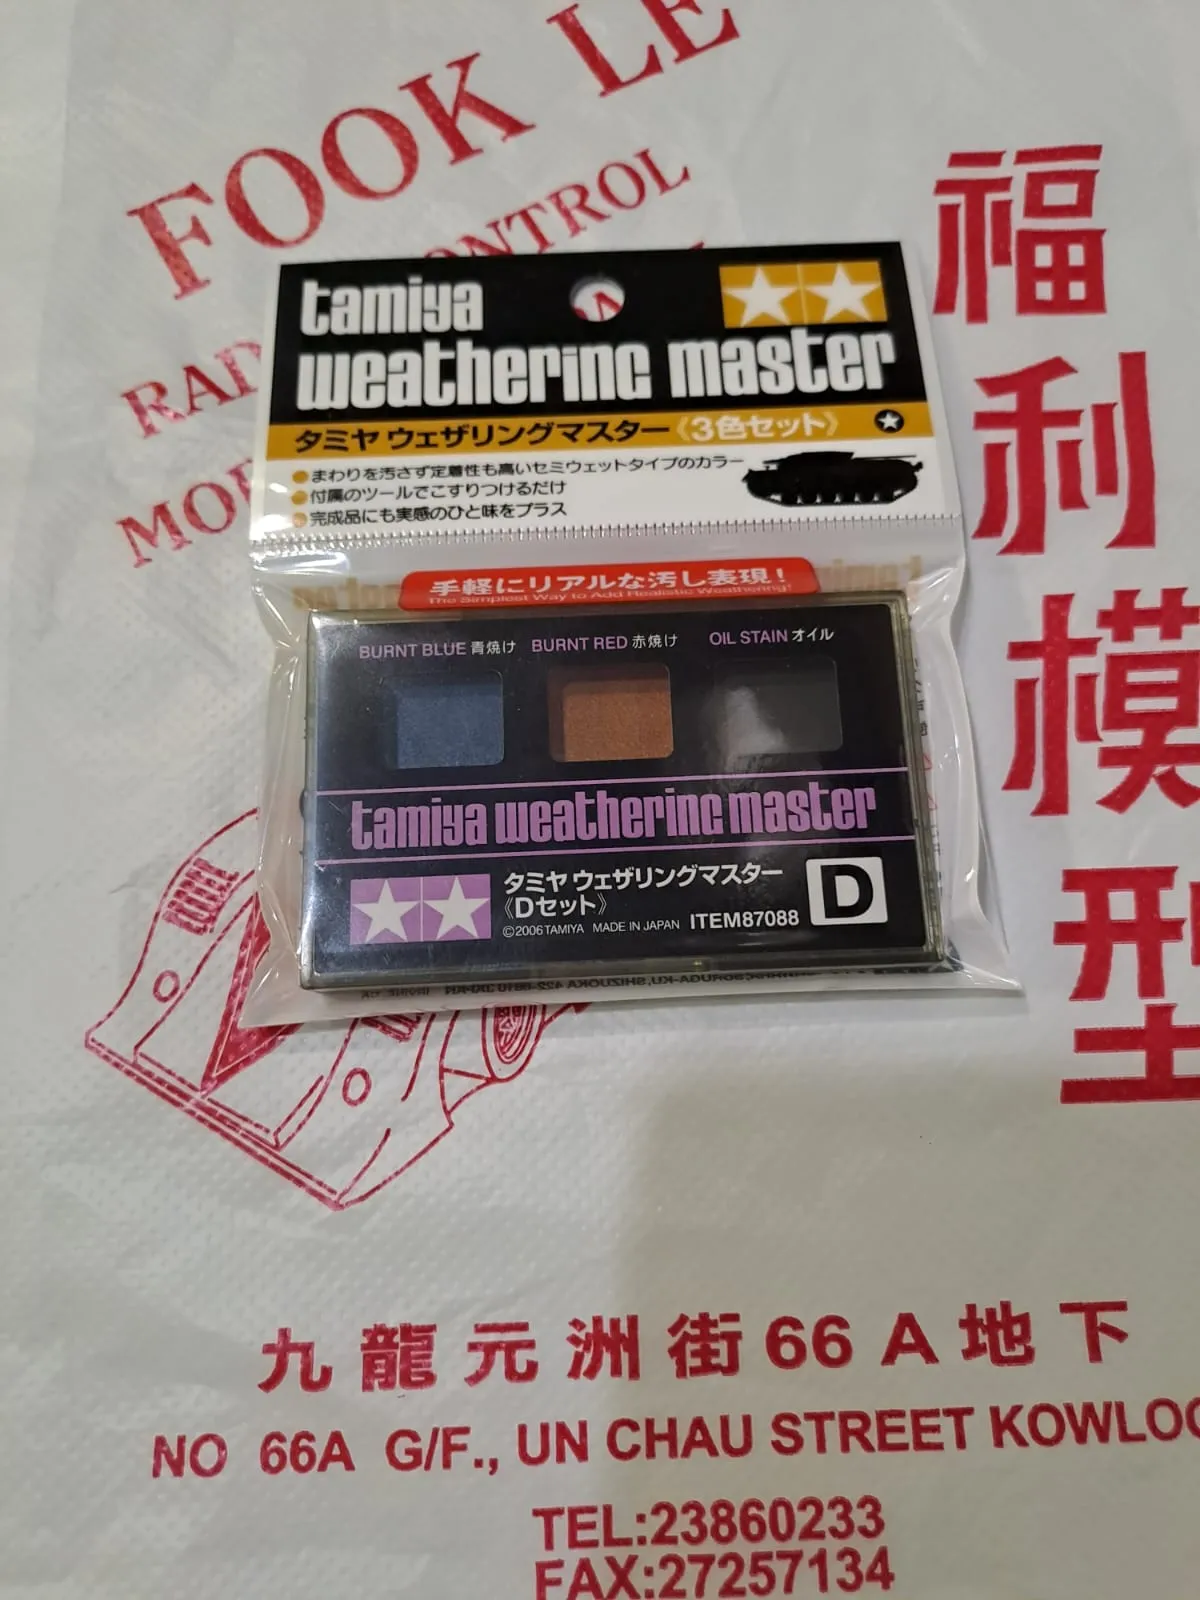 FOOK LE
CONTROL
RAD
MOD
福利模型
tamiya
weathering master
タミヤ ウェザリングマスター《3色セット》
●まわりを汚さず定着性も高いセミウェットタイプのカラー
●付属のツールでこすりつけるだけ
●完成品にも実感のひと味をプラス
手軽にリアルな汚し表現!
The Simplest Way to Add Realistic Weathering!
BURNT BLUE 青焼け BURNT RED 赤焼け OIL STAIN オイル
tamiya weathering master
タミヤ ウェザリングマスター
《Dセット》
©2006 TAMIYA MADE IN JAPAN ITEM87088
D
九龍元洲街66A地下
NO 66A G/F., UN CHAU STREET KOWLOO
TEL:23860233
FAX:27257134